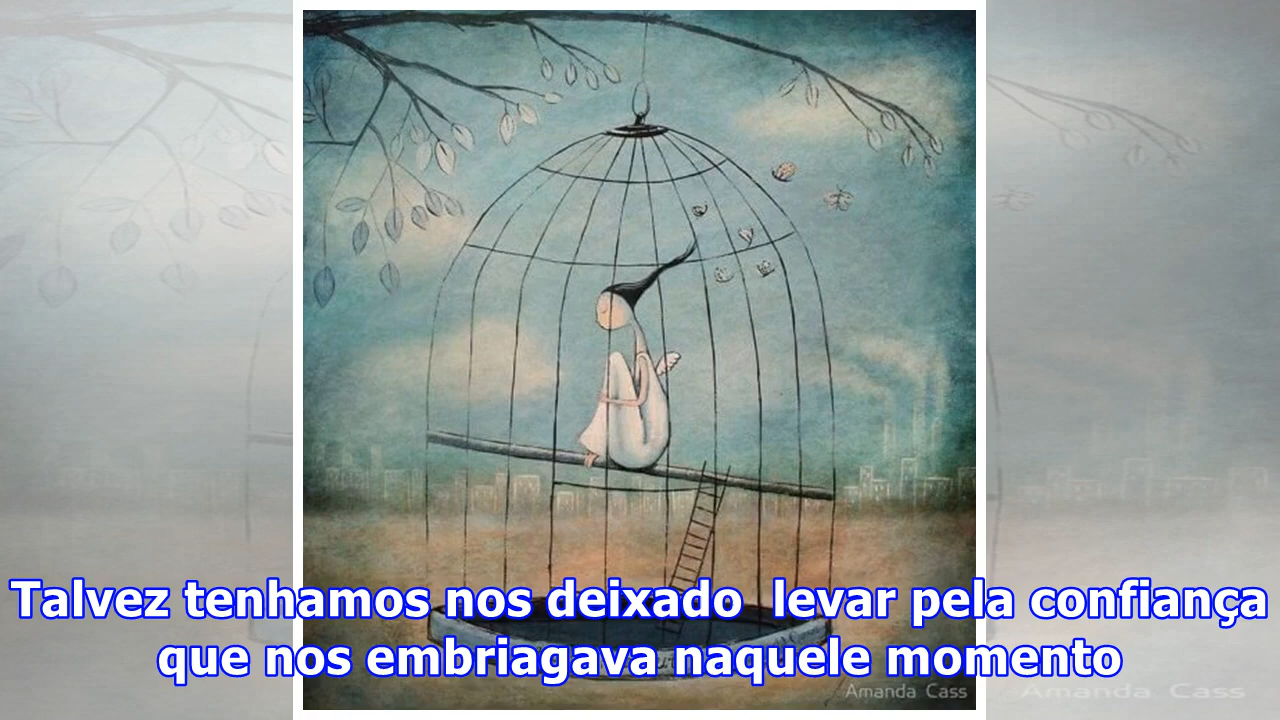 Talvez tenhamos nos deixado levar pela confiança
que nos embriagava naquele momento
Amanda Cass
Amanda Cass